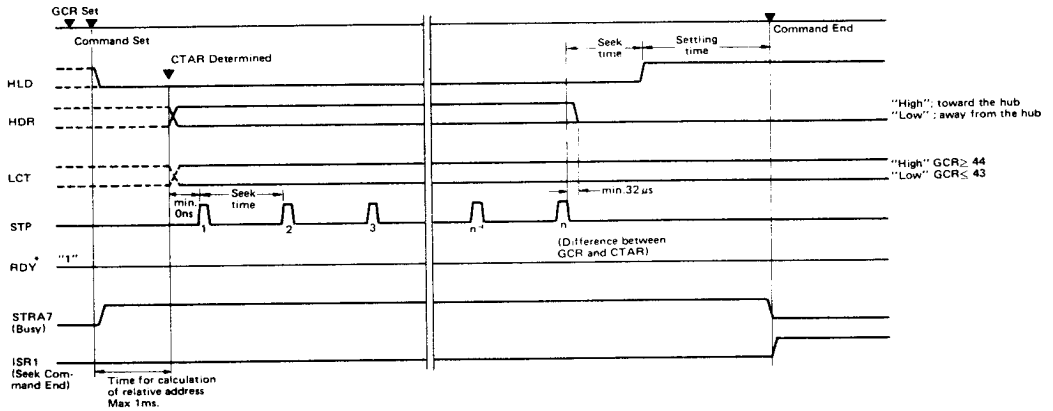 GCR Set
Command Set
CTAR Determined
Seek
time
Settling
time
Command End
HLD
HDR
"High"; toward the hub
"Low" ; away from the hub
LCT
"High" GCR≥ 44
"Low" GCR≤ 43
min.
0ns
Seek
time
min.32 μs
STP
1
2
3
n-1
n
(Difference between
GCR and CTAR)
RDY* "1"
STRA7
(Busy)
ISR1
(Seek Com-
mand End)
Time for calculation
of relative address
Max 1ms.